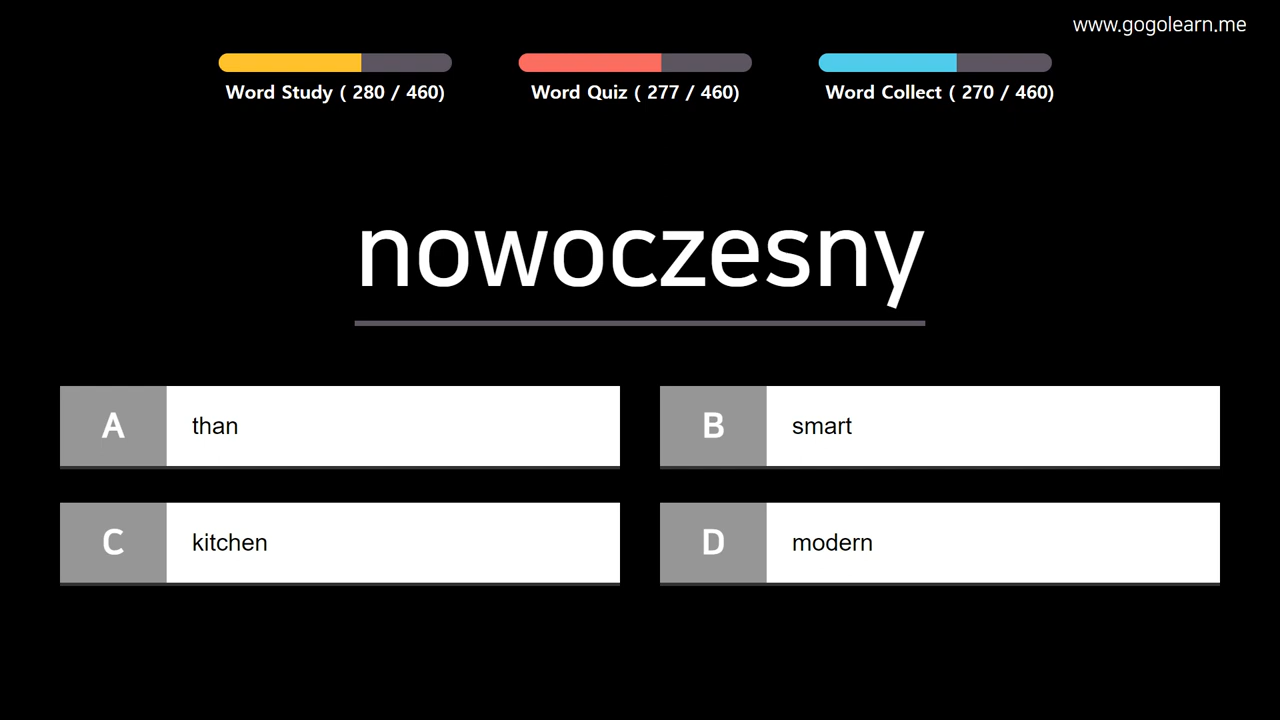 www.gogolearn.me
Word Study ( 280 / 460)
Word Quiz ( 277 / 460)
Word Collect ( 270 / 460)
nowoczesny
A than
B smart
C kitchen
D modern